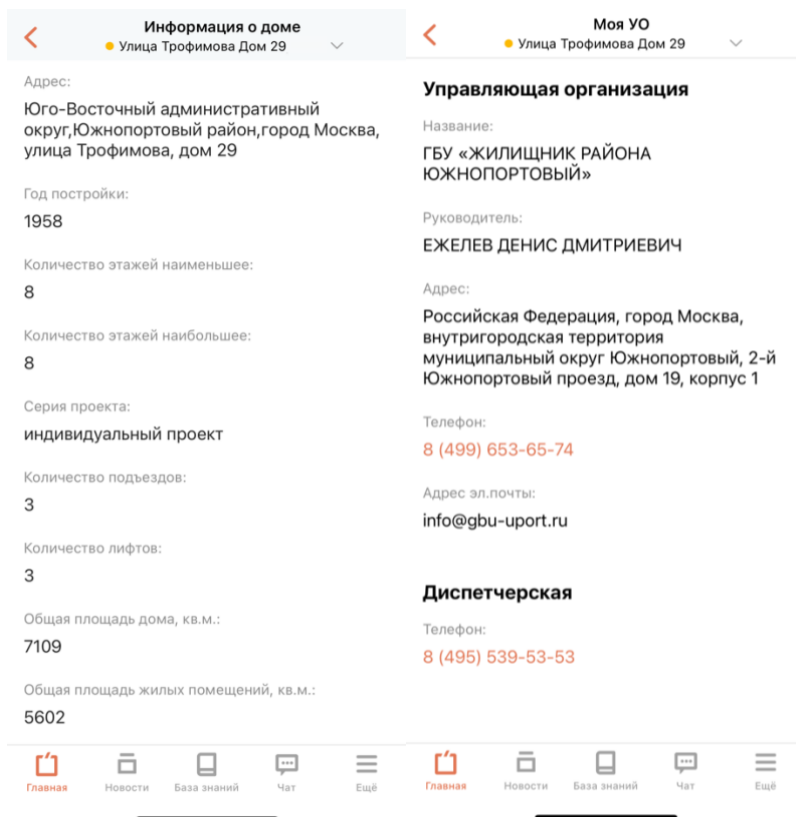 Информация о доме
Улица Трофимова Дом 29
Адрес:
Юго-Восточный административный
округ,Южнопортовый район,город Москва,
улица Трофимова, дом 29
Год постройки:
1958
Количество этажей наименьшее:
8
Количество этажей наибольшее:
8
Серия проекта:
индивидуальный проект
Количество подъездов:
3
Количество лифтов:
3
Общая площадь дома, кв.м.:
7109
Общая площадь жилых помещений, кв.м.:
5602
Главная
Новости
База знаний
Чат
Ещё
Моя УО
Улица Трофимова Дом 29
Управляющая организация
Название:
ГБУ «ЖИЛИЩНИК РАЙОНА
ЮЖНОПОРТОВЫЙ»
Руководитель:
ЕЖЕЛЕВ ДЕНИС ДМИТРИЕВИЧ
Адрес:
Российская Федерация, город Москва,
внутригородская территория
муниципальный округ Южнопортовый, 2-й
Южнопортовый проезд, дом 19, корпус 1
Телефон:
8 (499) 653-65-74
Адрес эл.почты:
info@gbu-uport.ru
Диспетчерская
Телефон:
8 (495) 539-53-53
Главная
Новости
База знаний
Чат
Ещё